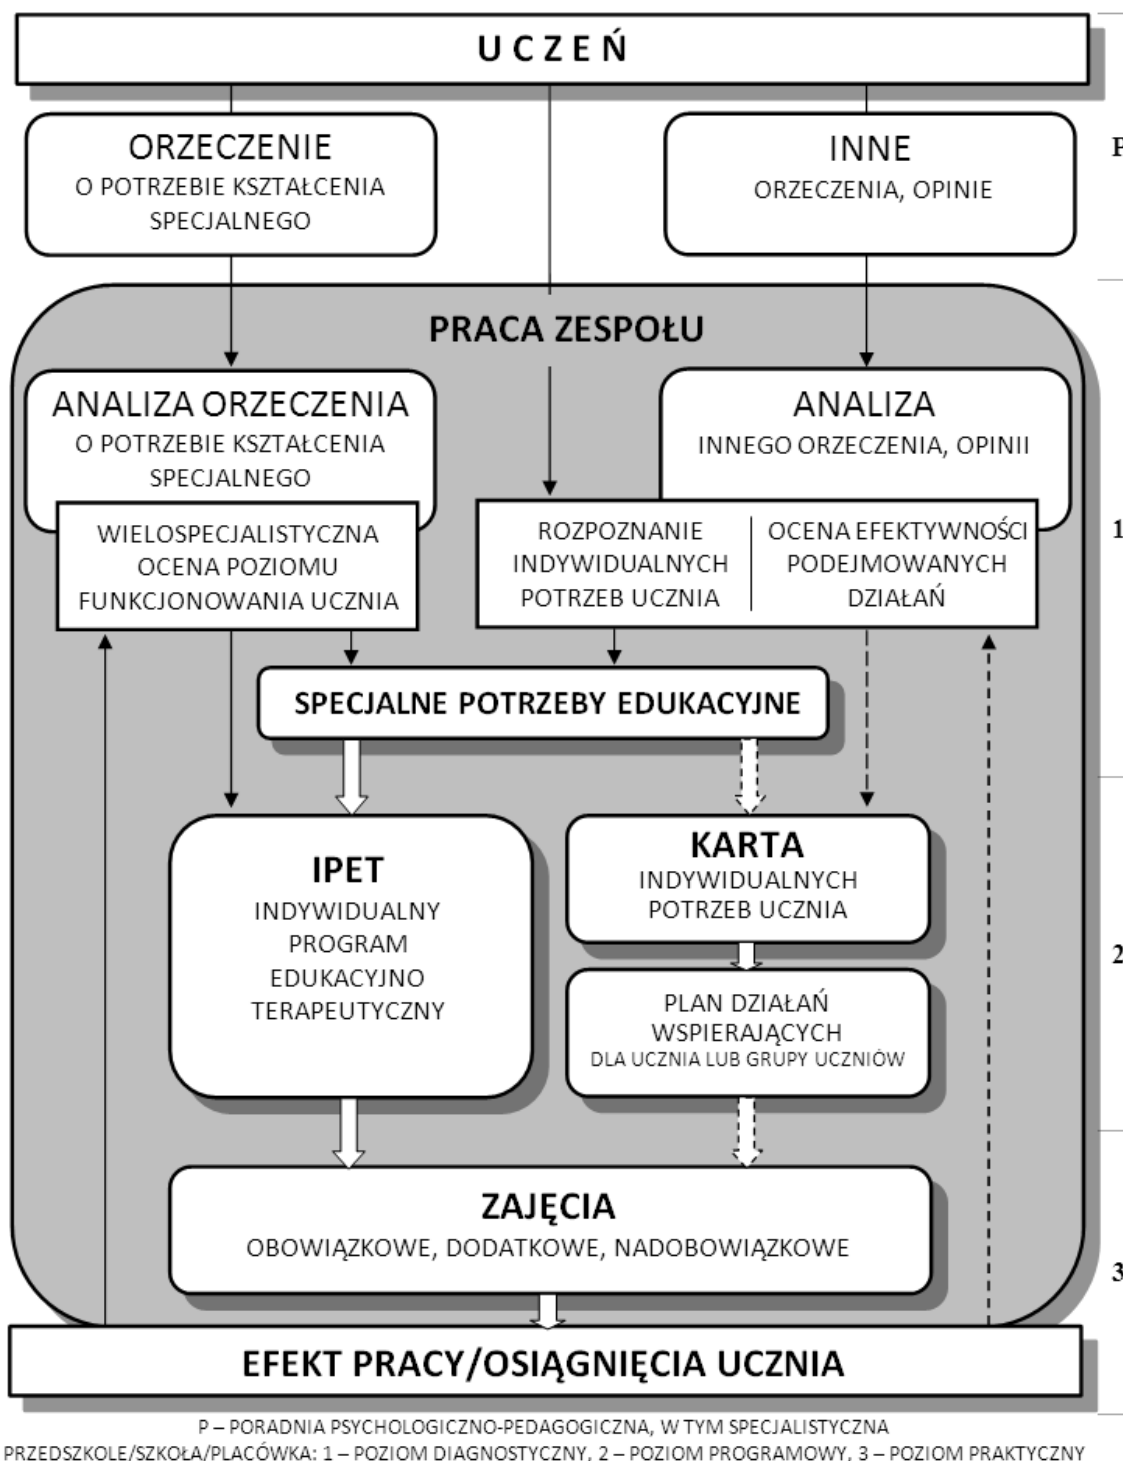 UCZEŃ
ORZECZENIE
O POTRZEBIE KSZTAŁCENIA
SPECJALNEGO
INNE
ORZECZENIA, OPINIE
P
PRACA ZESPOŁU
ANALIZA ORZECZENIA
O POTRZEBIE KSZTAŁCENIA
SPECJALNEGO
ANALIZA
INNEGO ORZECZENIA, OPINII
WIELOSPECJALISTYCZNA
OCENA POZIOMU
FUNKCJONOWANIA UCZNIA
ROZPOZNANIE
INDYWIDUALNYCH
POTRZEB UCZNIA
OCENA EFEKTYWNOŚCI
PODEJMOWANYCH
DZIAŁAŃ
1
SPECJALNE POTRZEBY EDUKACYJNE
IPET
INDYWIDUALNY
PROGRAM
EDUKACYJNO
TERAPEUTYCZNY
KARTA
INDYWIDUALNYCH
POTRZEB UCZNIA
PLAN DZIAŁAŃ
WSPIERAJĄCYCH
DLA UCZNIA LUB GRUPY UCZNIÓW
2
ZAJĘCIA
OBOWIĄZKOWE, DODATKOWE, NADOBOWIĄZKOWE
3
EFEKT PRACY/OSIĄGNIĘCIA UCZNIA
P – PORADNIA PSYCHOLOGICZNO-PEDAGOGICZNA, W TYM SPECJALISTYCZNA
PRZEDSZKOLE/SZKOŁA/PLACÓWKA: 1 – POZIOM DIAGNOSTYCZNY, 2 – POZIOM PROGRAMOWY, 3 – POZIOM PRAKTYCZNY